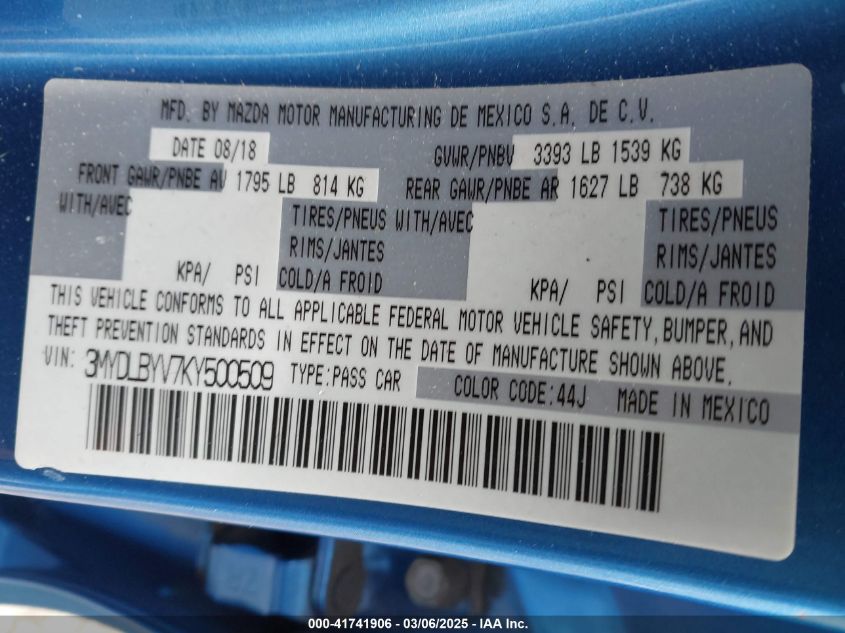 MFD. BY MAZDA MOTOR MANUFACTURING DE MEXICO S.A. DE C.V.
DATE 08/18 GVWR/PNBV 3393 LB 1539 KG
FRONT GAWR/PNBE AV 1795 LB 814 KG REAR GAWR/PNBE AR 1627 LB 738 KG
WITH/AVEC TIRES/PNEUS WITH/AVEC TIRES/PNEUS
RIMS/JANTES RIMS/JANTES
KPA/ PSI COLD/A FROID KPA/ PSI COLD/A FROID
THIS VEHICLE CONFORMS TO ALL APPLICABLE FEDERAL MOTOR VEHICLE SAFETY, BUMPER, AND
THEFT PREVENTION STANDARDS IN EFFECT ON THE DATE OF MANUFACTURE SHOWN ABOVE.
VIN: 3MYDLBYV7KY500509 TYPE:PASS CAR COLOR CODE:44J MADE IN MEXICO
000-41741906 - 03/06/2025 - IAA Inc.